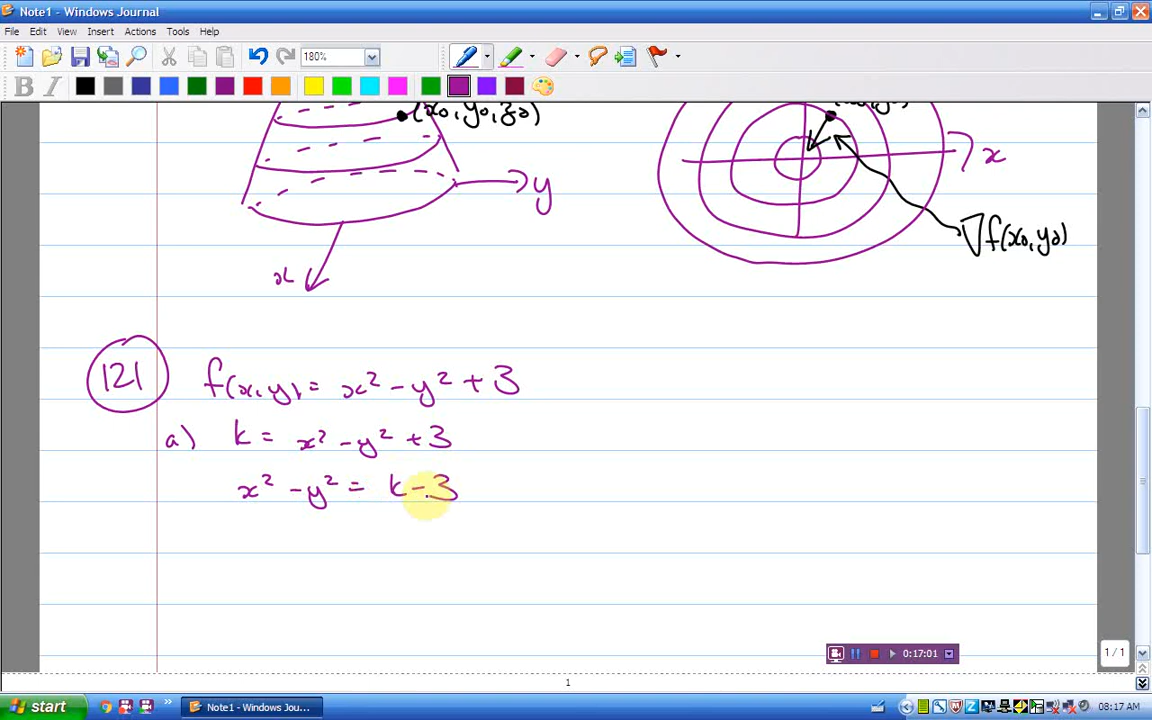 Note1 - Windows Journal
File Edit View Insert Actions Tools Help
180%
B I
(x0, y0, z0)
y
x
x
∇f(x0, y0)
121 f(x,y) = x² - y² + 3
a) k = x² - y² + 3
x² - y² = k - 3
0:17:01
1/1
1
start
Note1 - Windows Jou...
08:17 AM